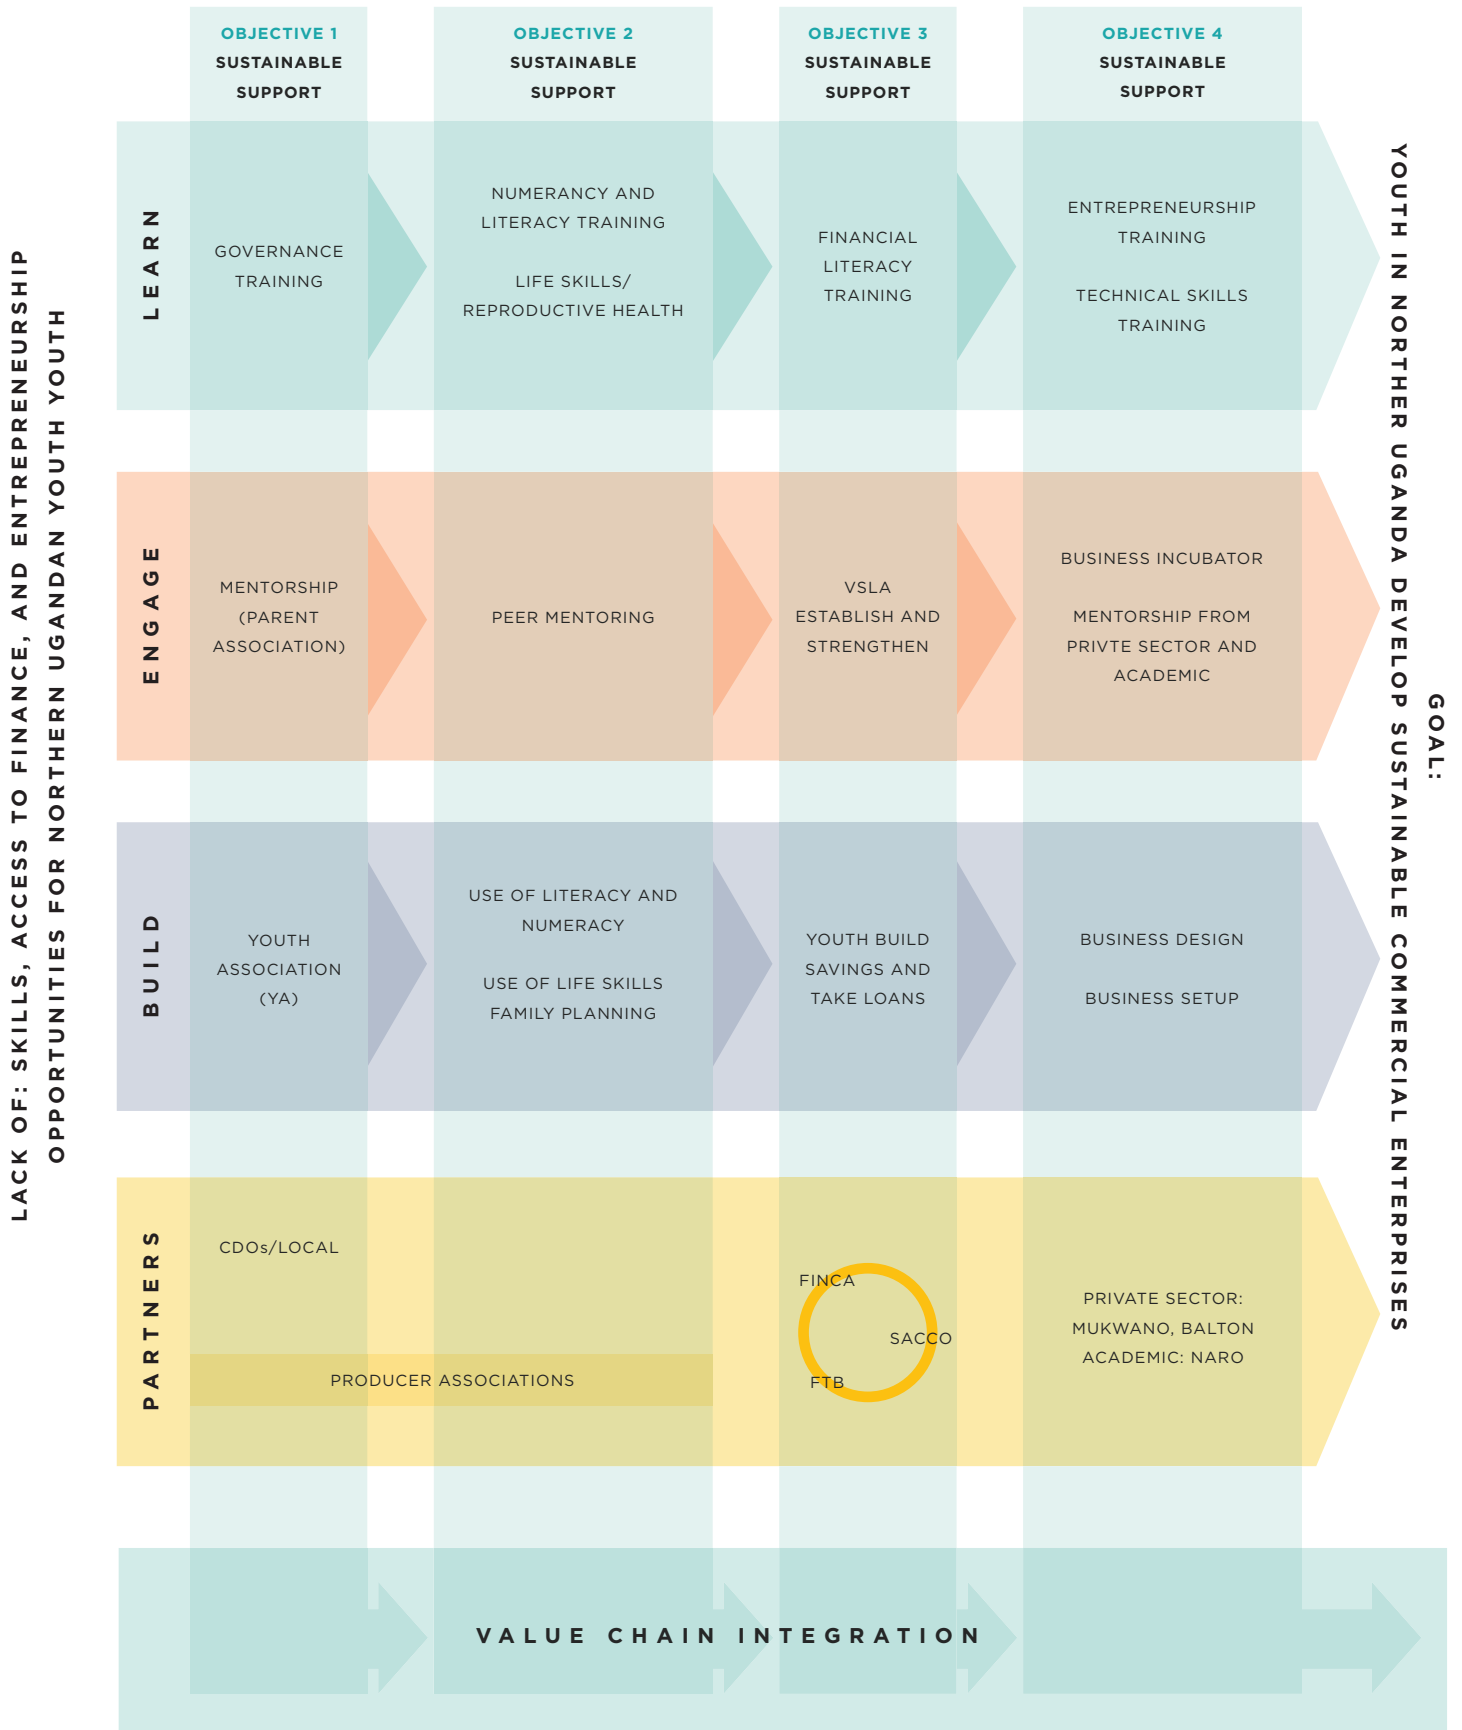 LACK OF: SKILLS, ACCESS TO FINANCE, AND ENTREPRENEURSHIP
OPPORTUNITIES FOR NORTHERN UGANDAN YOUTH YOUTH
OBJECTIVE 1
SUSTAINABLE
SUPPORT
OBJECTIVE 2
SUSTAINABLE
SUPPORT
OBJECTIVE 3
SUSTAINABLE
SUPPORT
OBJECTIVE 4
SUSTAINABLE
SUPPORT
LEARN
GOVERNANCE
TRAINING
NUMERANCY AND
LITERACY TRAINING
LIFE SKILLS/
REPRODUCTIVE HEALTH
FINANCIAL
LITERACY
TRAINING
ENTREPRENEURSHIP
TRAINING
TECHNICAL SKILLS
TRAINING
ENGAGE
MENTORSHIP
(PARENT
ASSOCIATION)
PEER MENTORING
VSLA
ESTABLISH AND
STRENGTHEN
BUSINESS INCUBATOR
MENTORSHIP FROM
PRIVTE SECTOR AND
ACADEMIC
BUILD
YOUTH
ASSOCIATION
(YA)
USE OF LITERACY AND
NUMERACY
USE OF LIFE SKILLS
FAMILY PLANNING
YOUTH BUILD
SAVINGS AND
TAKE LOANS
BUSINESS DESIGN
BUSINESS SETUP
PARTNERS
CDOs/LOCAL
PRODUCER ASSOCIATIONS
FINCA
SACCO
FTB
PRIVATE SECTOR:
MUKWANO, BALTON
ACADEMIC: NARO
VALUE CHAIN INTEGRATION
GOAL:
YOUTH IN NORTHER UGANDA DEVELOP SUSTAINABLE COMMERCIAL ENTERPRISES